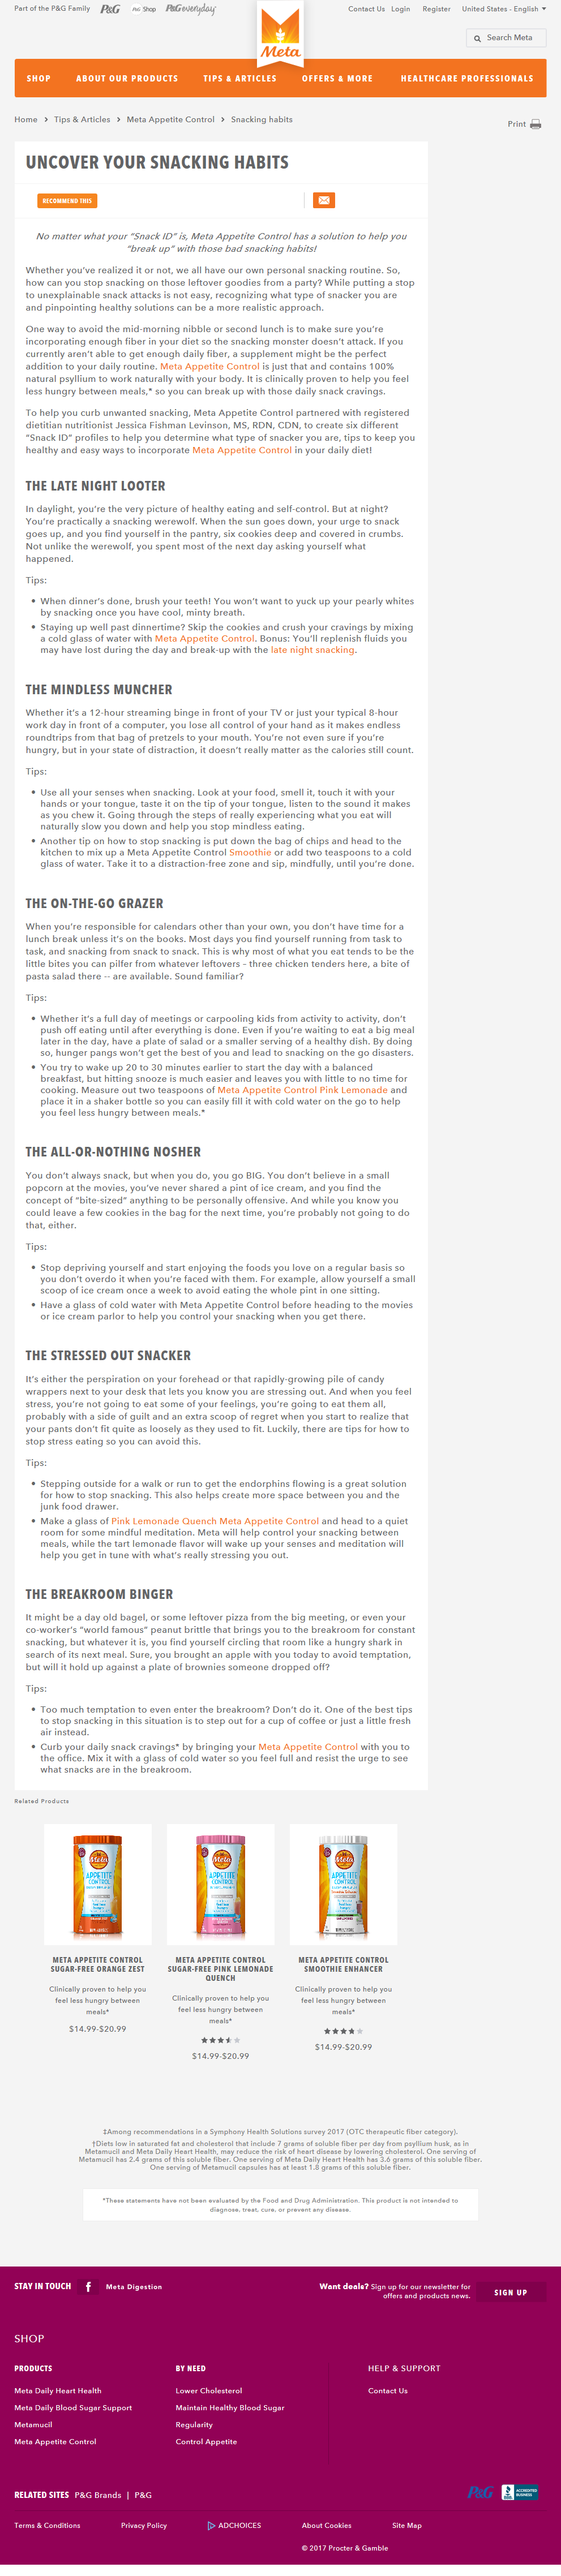 Part of the P&G Family P&G P&G Shop P&G everyday
Contact Us Login Register United States - English
Meta
Search Meta
SHOP ABOUT OUR PRODUCTS TIPS & ARTICLES OFFERS & MORE HEALTHCARE PROFESSIONALS
Home > Tips & Articles > Meta Appetite Control > Snacking habits
Print
UNCOVER YOUR SNACKING HABITS
RECOMMEND THIS
No matter what your “Snack ID” is, Meta Appetite Control has a solution to help you
“break up” with those bad snacking habits!
Whether you’ve realized it or not, we all have our own personal snacking routine. So,
how can you stop snacking on those leftover goodies from a party? While putting a stop
to unexplainable snack attacks is not easy, recognizing what type of snacker you are
and pinpointing healthy solutions can be a more realistic approach.
One way to avoid the mid-morning nibble or second lunch is to make sure you’re
incorporating enough fiber in your diet so the snacking monster doesn’t attack. If you
currently aren’t able to get enough daily fiber, a supplement might be the perfect
addition to your daily routine. Meta Appetite Control is just that and contains 100%
natural psyllium to work naturally with your body. It is clinically proven to help you feel
less hungry between meals,* so you can break up with those daily snack cravings.
To help you curb unwanted snacking, Meta Appetite Control partnered with registered
dietitian nutritionist Jessica Fishman Levinson, MS, RDN, CDN, to create six different
“Snack ID” profiles to help you determine what type of snacker you are, tips to keep you
healthy and easy ways to incorporate Meta Appetite Control in your daily diet!
THE LATE NIGHT LOOTER
In daylight, you’re the very picture of healthy eating and self-control. But at night?
You’re practically a snacking werewolf. When the sun goes down, your urge to snack
goes up, and you find yourself in the pantry, six cookies deep and covered in crumbs.
Not unlike the werewolf, you spent most of the next day asking yourself what
happened.
Tips:
• When dinner’s done, brush your teeth! You won’t want to yuck up your pearly whites
by snacking once you have cool, minty breath.
• Staying up well past dinnertime? Skip the cookies and crush your cravings by mixing
a cold glass of water with Meta Appetite Control. Bonus: You’ll replenish fluids you
may have lost during the day and break-up with the late night snacking.
THE MINDLESS MUNCHER
Whether it’s a 12-hour streaming binge in front of your TV or just your typical 8-hour
work day in front of a computer, you lose all control of your hand as it makes endless
roundtrips from that bag of pretzels to your mouth. You’re not even sure if you’re
hungry, but in your state of distraction, it doesn’t really matter as the calories still count.
Tips:
• Use all your senses when snacking. Look at your food, smell it, touch it with your
hands or your tongue, taste it on the tip of your tongue, listen to the sound it makes
as you chew it. Going through the steps of really experiencing what you eat will
naturally slow you down and help you stop mindless eating.
• Another tip on how to stop snacking is put down the bag of chips and head to the
kitchen to mix up a Meta Appetite Control Smoothie or add two teaspoons to a cold
glass of water. Take it to a distraction-free zone and sip, mindfully, until you’re done.
THE ON-THE-GO GRAZER
When you’re responsible for calendars other than your own, you don’t have time for a
lunch break unless it’s on the books. Most days you find yourself running from task to
task, and snacking from snack to snack. This is why most of what you eat tends to be the
little bites you can pilfer from whatever leftovers – three chicken tenders here, a bite of
pasta salad there -- are available. Sound familiar?
Tips:
• Whether it’s a full day of meetings or carpooling kids from activity to activity, don’t
push off eating until after everything is done. Even if you’re waiting to eat a big meal
later in the day, have a plate of salad or a smaller serving of a healthy dish. By doing
so, hunger pangs won’t get the best of you and lead to snacking on the go disasters.
• You try to wake up 20 to 30 minutes earlier to start the day with a balanced
breakfast, but hitting snooze is much easier and leaves you with little to no time for
cooking. Measure out two teaspoons of Meta Appetite Control Pink Lemonade and
place it in a shaker bottle so you can easily fill it with cold water on the go to help
you feel less hungry between meals.*
THE ALL-OR-NOTHING NOSHER
You don’t always snack, but when you do, you go BIG. You don’t believe in a small
popcorn at the movies, you’ve never shared a pint of ice cream, and you find the
concept of “bite-sized” anything to be personally offensive. And while you know you
could leave a few cookies in the bag for the next time, you’re probably not going to do
that, either.
Tips:
• Stop depriving yourself and start enjoying the foods you love on a regular basis so
you don’t overdo it when you’re faced with them. For example, allow yourself a small
scoop of ice cream once a week to avoid eating the whole pint in one sitting.
• Have a glass of cold water with Meta Appetite Control before heading to the movies
or ice cream parlor to help you control your snacking when you get there.
THE STRESSED OUT SNACKER
It’s either the perspiration on your forehead or that rapidly-growing pile of candy
wrappers next to your desk that lets you know you are stressing out. And when you feel
stress, you’re not going to eat some of your feelings, you’re going to eat them all,
probably with a side of guilt and an extra scoop of regret when you start to realize that
your pants don’t fit quite as loosely as they used to fit. Luckily, there are tips for how to
stop stress eating so you can avoid this.
Tips:
• Stepping outside for a walk or run to get the endorphins flowing is a great solution
for how to stop snacking. This also helps create more space between you and the
junk food drawer.
• Make a glass of Pink Lemonade Quench Meta Appetite Control and head to a quiet
room for some mindful meditation. Meta will help control your snacking between
meals, while the tart lemonade flavor will wake up your senses and meditation will
help you get in tune with what’s really stressing you out.
THE BREAKROOM BINGER
It might be a day old bagel, or some leftover pizza from the big meeting, or even your
co-worker’s “world famous” peanut brittle that brings you to the breakroom for constant
snacking, but whatever it is, you find yourself circling that room like a hungry shark in
search of its next meal. Sure, you brought an apple with you today to avoid temptation,
but will it hold up against a plate of brownies someone dropped off?
Tips:
• Too much temptation to even enter the breakroom? Don’t do it. One of the best tips
to stop snacking in this situation is to step out for a cup of coffee or just a little fresh
air instead.
• Curb your daily snack cravings* by bringing your Meta Appetite Control with you to
the office. Mix it with a glass of cold water so you feel full and resist the urge to see
what snacks are in the breakroom.
Related Products
Meta Meta Meta
APPETITE CONTROL APPETITE CONTROL APPETITE CONTROL
META APPETITE CONTROL
SUGAR-FREE ORANGE ZEST
Clinically proven to help you
feel less hungry between
meals*
$14.99-$20.99
META APPETITE CONTROL
SUGAR-FREE PINK LEMONADE
QUENCH
Clinically proven to help you
feel less hungry between
meals*
$14.99-$20.99
META APPETITE CONTROL
SMOOTHIE ENHANCER
Clinically proven to help you
feel less hungry between
meals*
$14.99-$20.99
‡Among recommendations in a Symphony Health Solutions survey 2017 (OTC therapeutic fiber category).
†Diets low in saturated fat and cholesterol that include 7 grams of soluble fiber per day from psyllium husk, as in
Metamucil and Meta Daily Heart Health, may reduce the risk of heart disease by lowering cholesterol. One serving of
Metamucil has 2.4 grams of this soluble fiber. One serving of Meta Daily Heart Health has 3.6 grams of this soluble fiber.
One serving of Metamucil capsules has at least 1.8 grams of this soluble fiber.
*These statements have not been evaluated by the Food and Drug Administration. This product is not intended to
diagnose, treat, cure, or prevent any disease.
STAY IN TOUCH f Meta Digestion
Want deals? Sign up for our newsletter for
offers and products news.
SIGN UP
SHOP
PRODUCTS
Meta Daily Heart Health
Meta Daily Blood Sugar Support
Metamucil
Meta Appetite Control
BY NEED
Lower Cholesterol
Maintain Healthy Blood Sugar
Regularity
Control Appetite
HELP & SUPPORT
Contact Us
RELATED SITES P&G Brands | P&G
P&G ACCREDITED BUSINESS
Terms & Conditions Privacy Policy ADCHOICES About Cookies Site Map
© 2017 Procter & Gamble